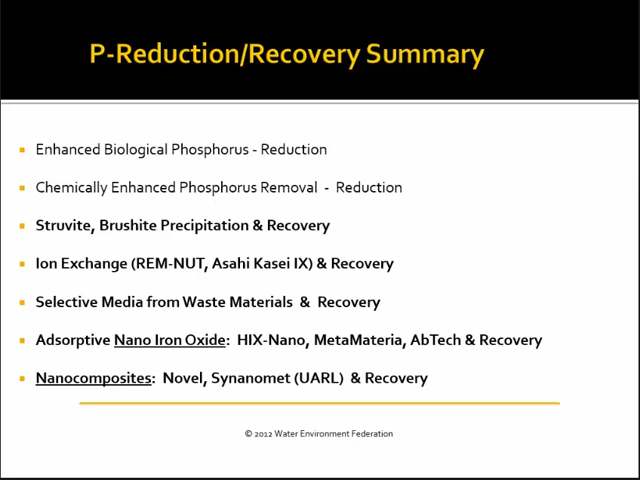 P-Reduction/Recovery Summary
Enhanced Biological Phosphorus - Reduction
Chemically Enhanced Phosphorus Removal - Reduction
Struvite, Brushite Precipitation & Recovery
Ion Exchange (REM-NUT, Asahi Kasei IX) & Recovery
Selective Media from Waste Materials & Recovery
Adsorptive Nano Iron Oxide: HIX-Nano, MetaMateria, AbTech & Recovery
Nanocomposites: Novel, Synanomet (UARL) & Recovery
© 2012 Water Environment Federation